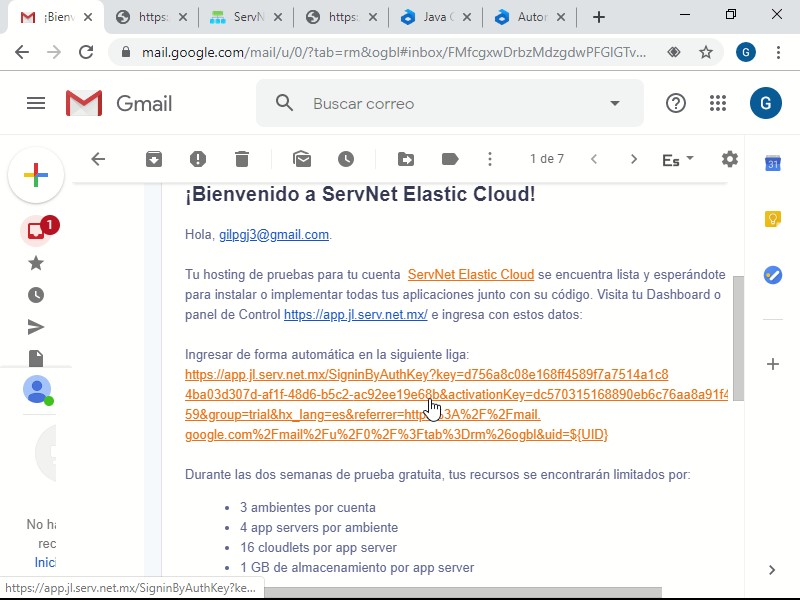 ¡Bienv
https:
ServN
https:
Java C
Autor
mail.google.com/mail/u/0/?tab=rm&ogbl#inbox/FMfcgxwDrbzMdzgdwPFGlGTv...
G
Gmail
Buscar correo
G
1 de 7
Es
31
1
¡Bienvenido a ServNet Elastic Cloud!
Hola, gilpgj3@gmail.com.
Tu hosting de pruebas para tu cuenta ServNet Elastic Cloud se encuentra lista y esperándote
para instalar o implementar todas tus aplicaciones junto con su código. Visita tu Dashboard o
panel de Control https://app.jl.serv.net.mx/ e ingresa con estos datos:
Ingresar de forma automática en la siguiente liga:
https://app.jl.serv.net.mx/SigninByAuthKey?key=d756a8c08e168ff4589f7a7514a1c8
4ba03d307d-af1f-48d6-b5c2-ac92ee19e68b&activationKey=dc570315168890eb6c76aa8a91f4
59&group=trial&hx_lang=es&referrer=http%3A%2F%2Fmail.
google.com%2Fmail%2Fu%2F0%2F%3Ftab%3Drm%26ogbl&uid=${UID}
Durante las dos semanas de prueba gratuita, tus recursos se encontrarán limitados por:
• 3 ambientes por cuenta
• 4 app servers por ambiente
• 16 cloudlets por app server
• 1 GB de almacenamiento por app server
No ha
rec
Inici
https://app.jl.serv.net.mx/SigninByAuthKey?ke...